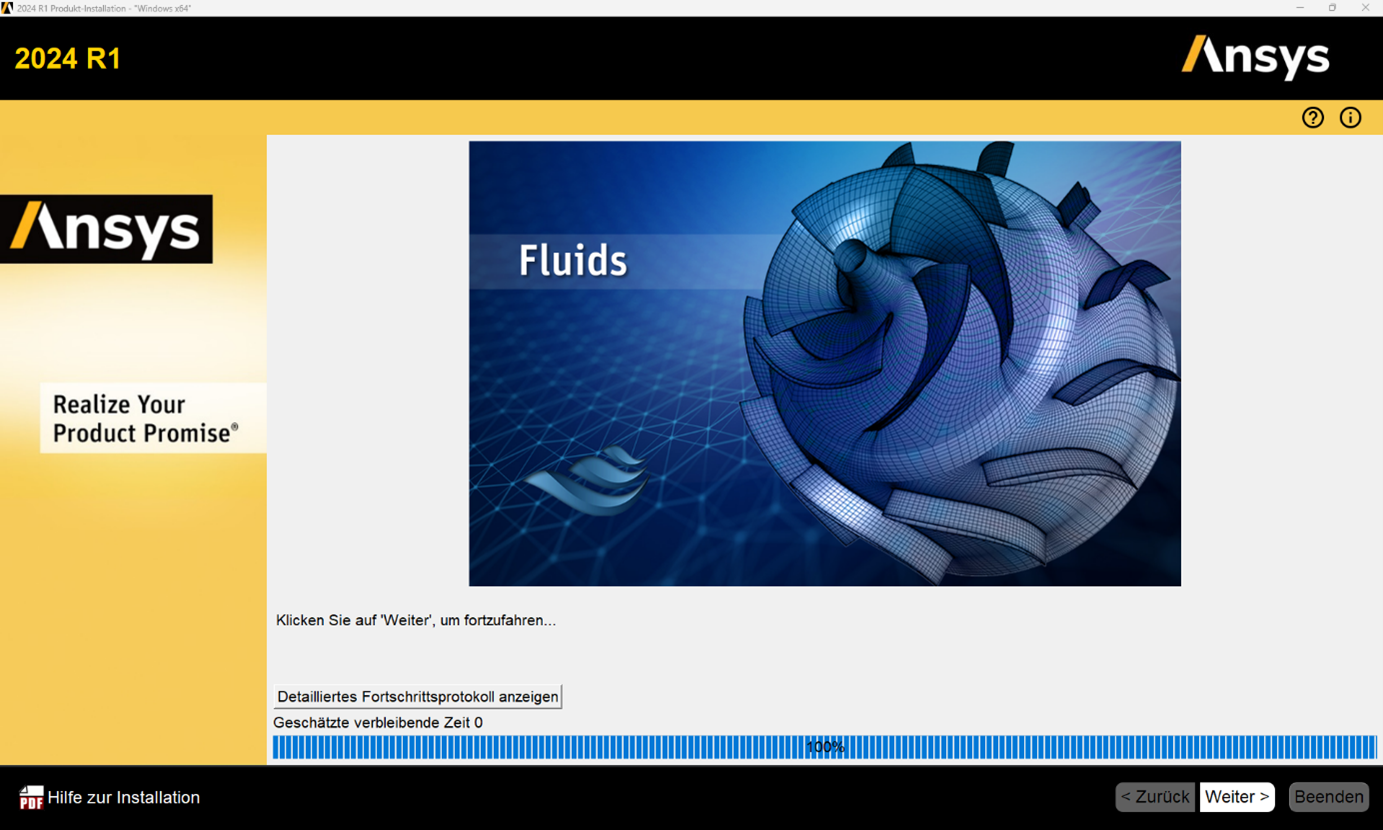 2024 R1 Produkt-Installation - "Windows x64"
2024 R1
Ansys
Ansys
Realize Your
Product Promise®
Fluids
Klicken Sie auf 'Weiter', um fortzufahren...
Detailliertes Fortschrittsprotokoll anzeigen
Geschätzte verbleibende Zeit 0
100%
PDF Hilfe zur Installation
< Zurück Weiter > Beenden